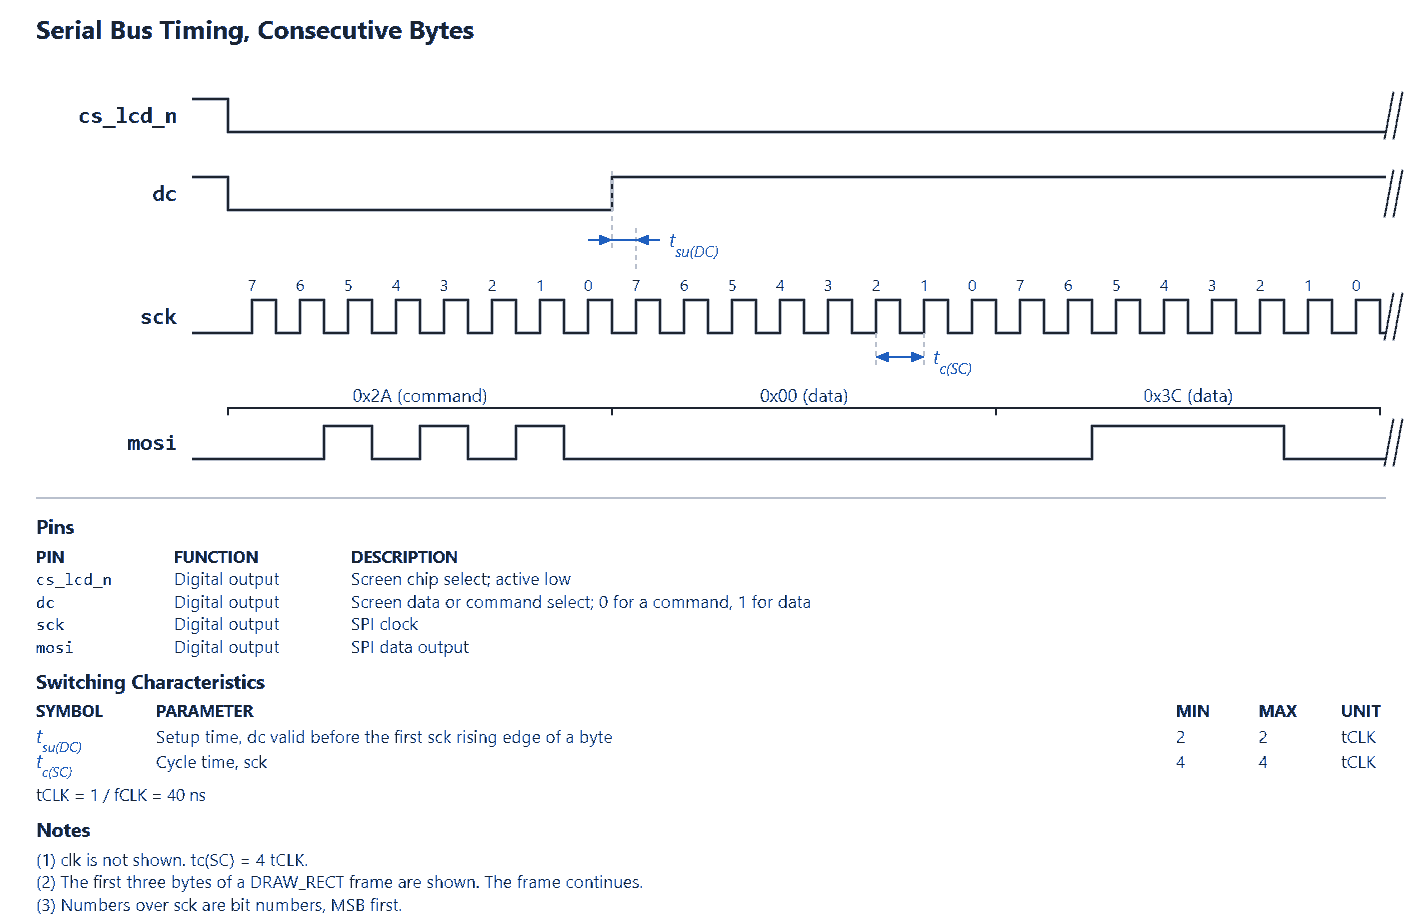 Serial Bus Timing, Consecutive Bytes
cs_lcd_n
dc
tsu(DC)
7 6 5 4 3 2 1 0 7 6 5 4 3 2 1 0 7 6 5 4 3 2 1 0
sck
tc(SC)
0x2A (command) 0x00 (data) 0x3C (data)
mosi
Pins
PIN FUNCTION DESCRIPTION
cs_lcd_n Digital output Screen chip select; active low
dc Digital output Screen data or command select; 0 for a command, 1 for data
sck Digital output SPI clock
mosi Digital output SPI data output
Switching Characteristics
SYMBOL PARAMETER MIN MAX UNIT
tsu(DC) Setup time, dc valid before the first sck rising edge of a byte 2 2 tCLK
tc(SC) Cycle time, sck 4 4 tCLK
tCLK = 1 / fCLK = 40 ns
Notes
(1) clk is not shown. tc(SC) = 4 tCLK.
(2) The first three bytes of a DRAW_RECT frame are shown. The frame continues.
(3) Numbers over sck are bit numbers, MSB first.